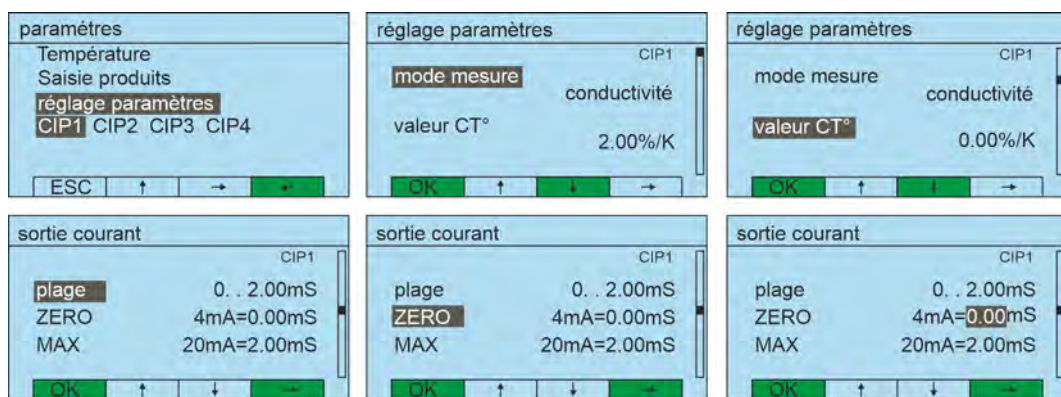 paramétres
Température
Saisie produits
réglage paramètres
CIP1 CIP2 CIP3 CIP4
ESC ↑ → ↵
réglage paramètres
CIP1
mode mesure
conductivité
valeur CT°
2.00%/K
OK ↑ ↓ →
réglage paramètres
CIP1
mode mesure
conductivité
valeur CT°
0.00%/K
OK ↑ ↓ →
sortie courant
CIP1
plage 0. . 2.00mS
ZERO 4mA=0.00mS
MAX 20mA=2.00mS
OK ↑ ↓ →
sortie courant
CIP1
plage 0. . 2.00mS
ZERO 4mA=0.00mS
MAX 20mA=2.00mS
OK ↑ ↓ →
sortie courant
CIP1
plage 0. . 2.00mS
ZERO 4mA=0.00mS
MAX 20mA=2.00mS
OK ↑ ↓ →